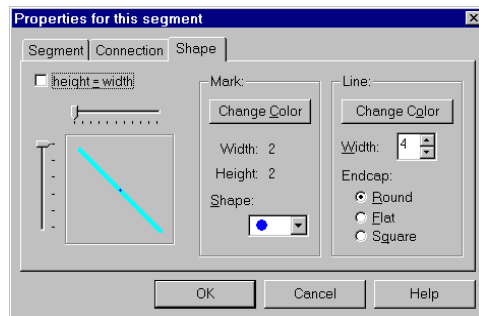 Properties for this segment
Segment Connection Shape
height = width
Mark:
Change Color
Width: 2
Height: 2
Shape:
Line:
Change Color
Width: 4
Endcap:
Round
Flat
Square
OK Cancel Help